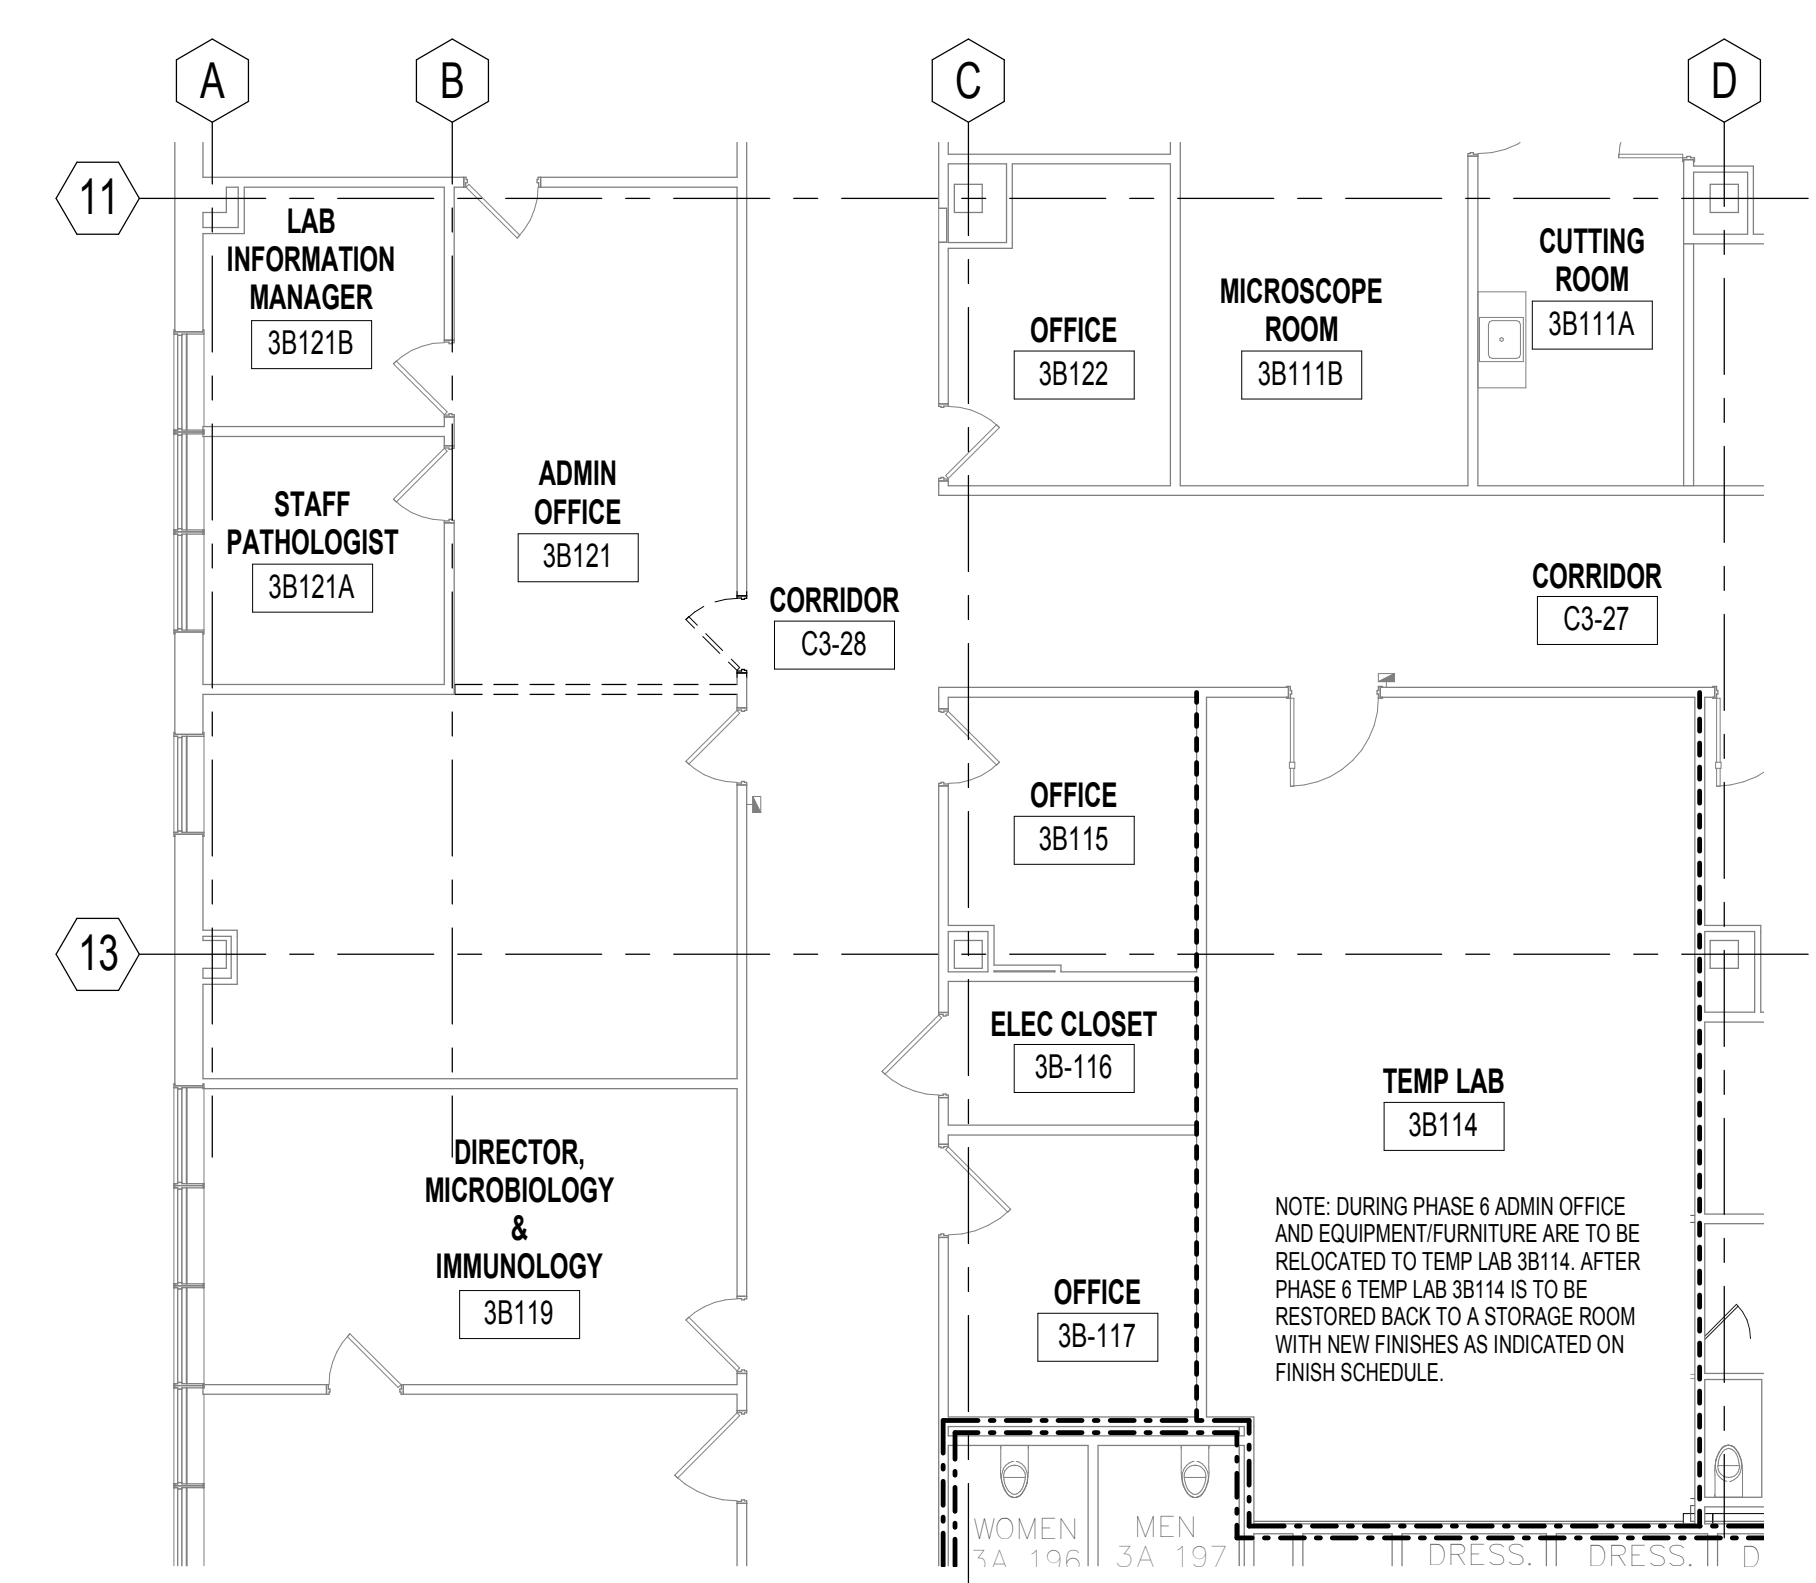 A
B
C
D
11
LAB
INFORMATION
MANAGER
3B121B
OFFICE
3B122
MICROSCOPE
ROOM
3B111B
CUTTING
ROOM
3B111A
STAFF
PATHOLOGIST
3B121A
ADMIN
OFFICE
3B121
CORRIDOR
C3-28
CORRIDOR
C3-27
OFFICE
3B115
13
ELEC CLOSET
3B-116
TEMP LAB
3B114
DIRECTOR,
MICROBIOLOGY
&
IMMUNOLOGY
3B119
OFFICE
3B-117
NOTE: DURING PHASE 6 ADMIN OFFICE
AND EQUIPMENT/FURNITURE ARE TO BE
RELOCATED TO TEMP LAB 3B114. AFTER
PHASE 6 TEMP LAB 3B114 IS TO BE
RESTORED BACK TO A STORAGE ROOM
WITH NEW FINISHES AS INDICATED ON
FINISH SCHEDULE.
WOMEN
3A 196
MEN
3A 197
DRESS.
DRESS.
D